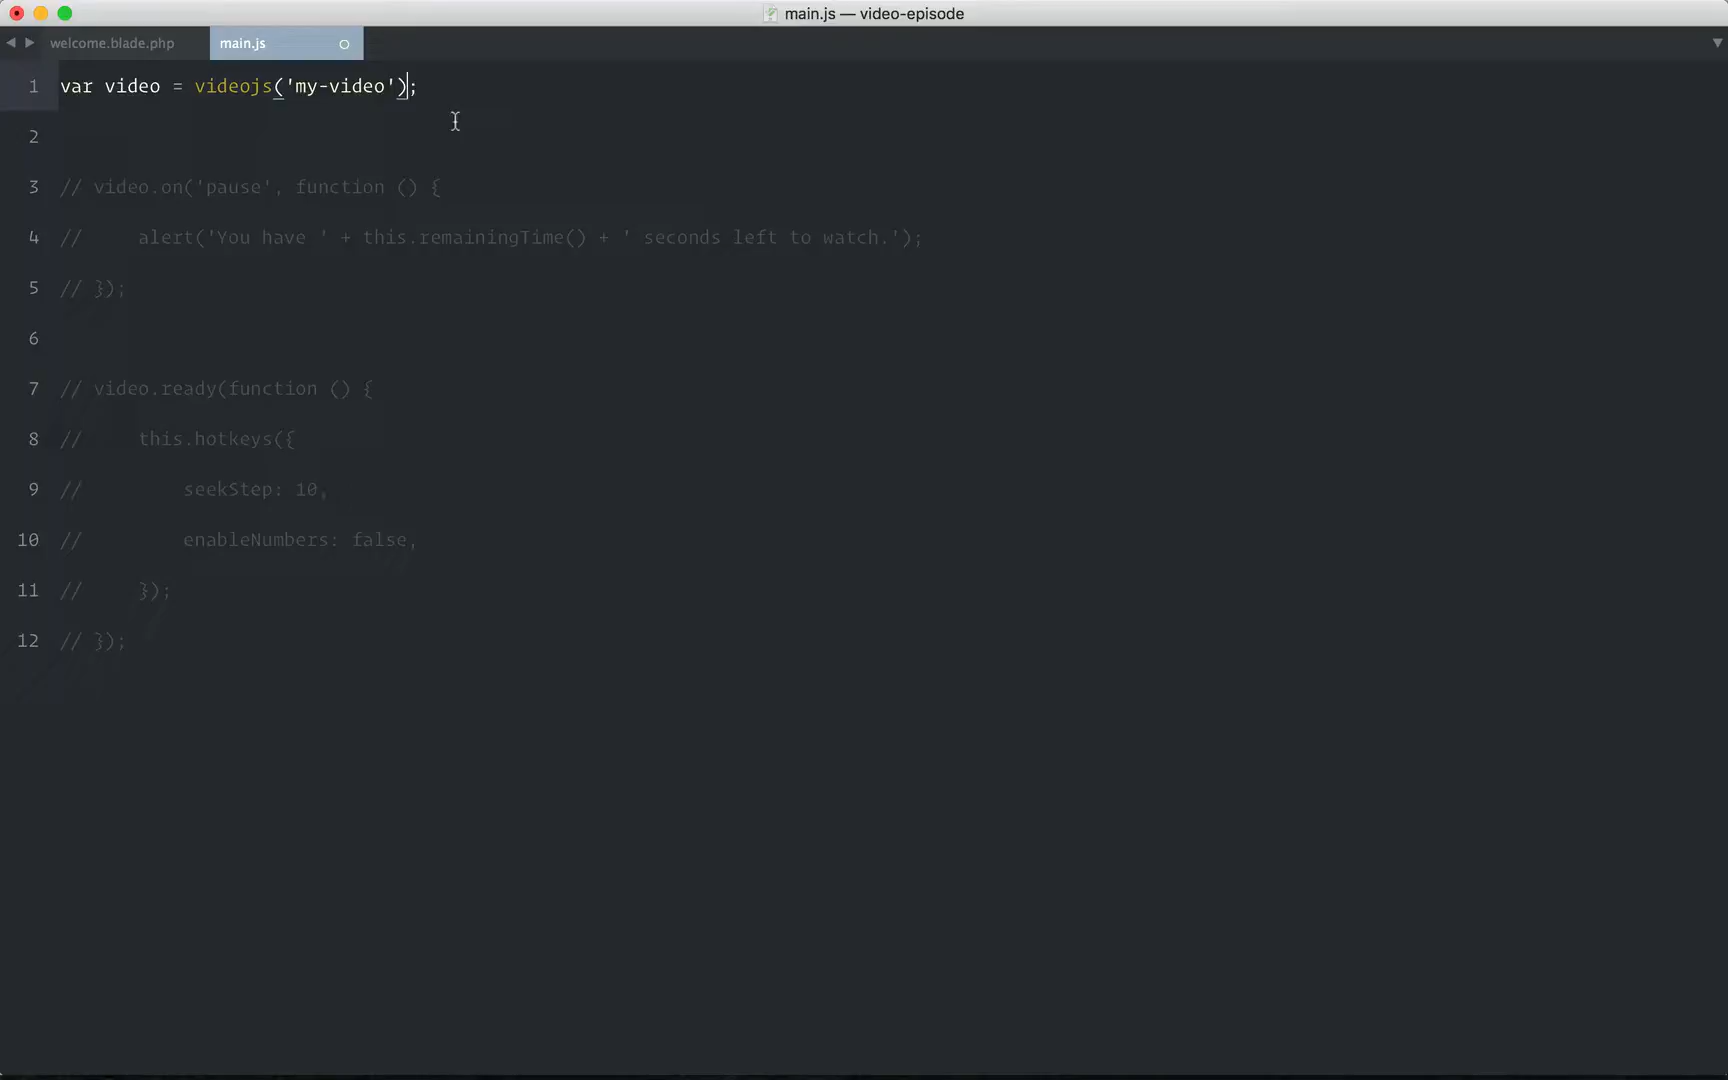 main.js — video-episode
welcome.blade.php
main.js
1 var video = videojs('my-video');
2
3 // video.on('pause', function () {
4 //     alert('You have ' + this.remainingTime() + ' seconds left to watch.');
5 // });
6
7 // video.ready(function () {
8 //     this.hotkeys({
9 //         seekStep: 10,
10 //         enableNumbers: false,
11 //     });
12 // });